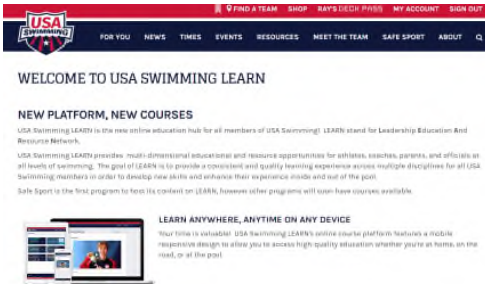 FIND A TEAM SHOP RAY'S DECK PASS MY ACCOUNT SIGN OUT
USA
SWIMMING
FOR YOU NEWS TIMES EVENTS RESOURCES MEET THE TEAM SAFE SPORT ABOUT
WELCOME TO USA SWIMMING LEARN
NEW PLATFORM, NEW COURSES
USA Swimming LEARN is the new online education hub for all members of USA Swimming! LEARN stand for Leadership Education And
Resource Network.
USA Swimming LEARN provides multi-dimensional educational and resource opportunities for athletes, coaches, parents, and officials at
all levels of swimming. The goal of LEARN is to provide a consistent and quality learning experience across multiple disciplines for all USA
Swimming members in order to develop new skills and enhance their experience inside and out of the pool.
Safe Sport is the first program to host its content on LEARN, however other programs will soon have courses available.
LEARN ANYWHERE, ANYTIME ON ANY DEVICE
Your time is valuable! USA Swimming LEARN's online course platform features a mobile
responsive design to allow you to access high quality education whether you're at home, on the
road, or at the pool.